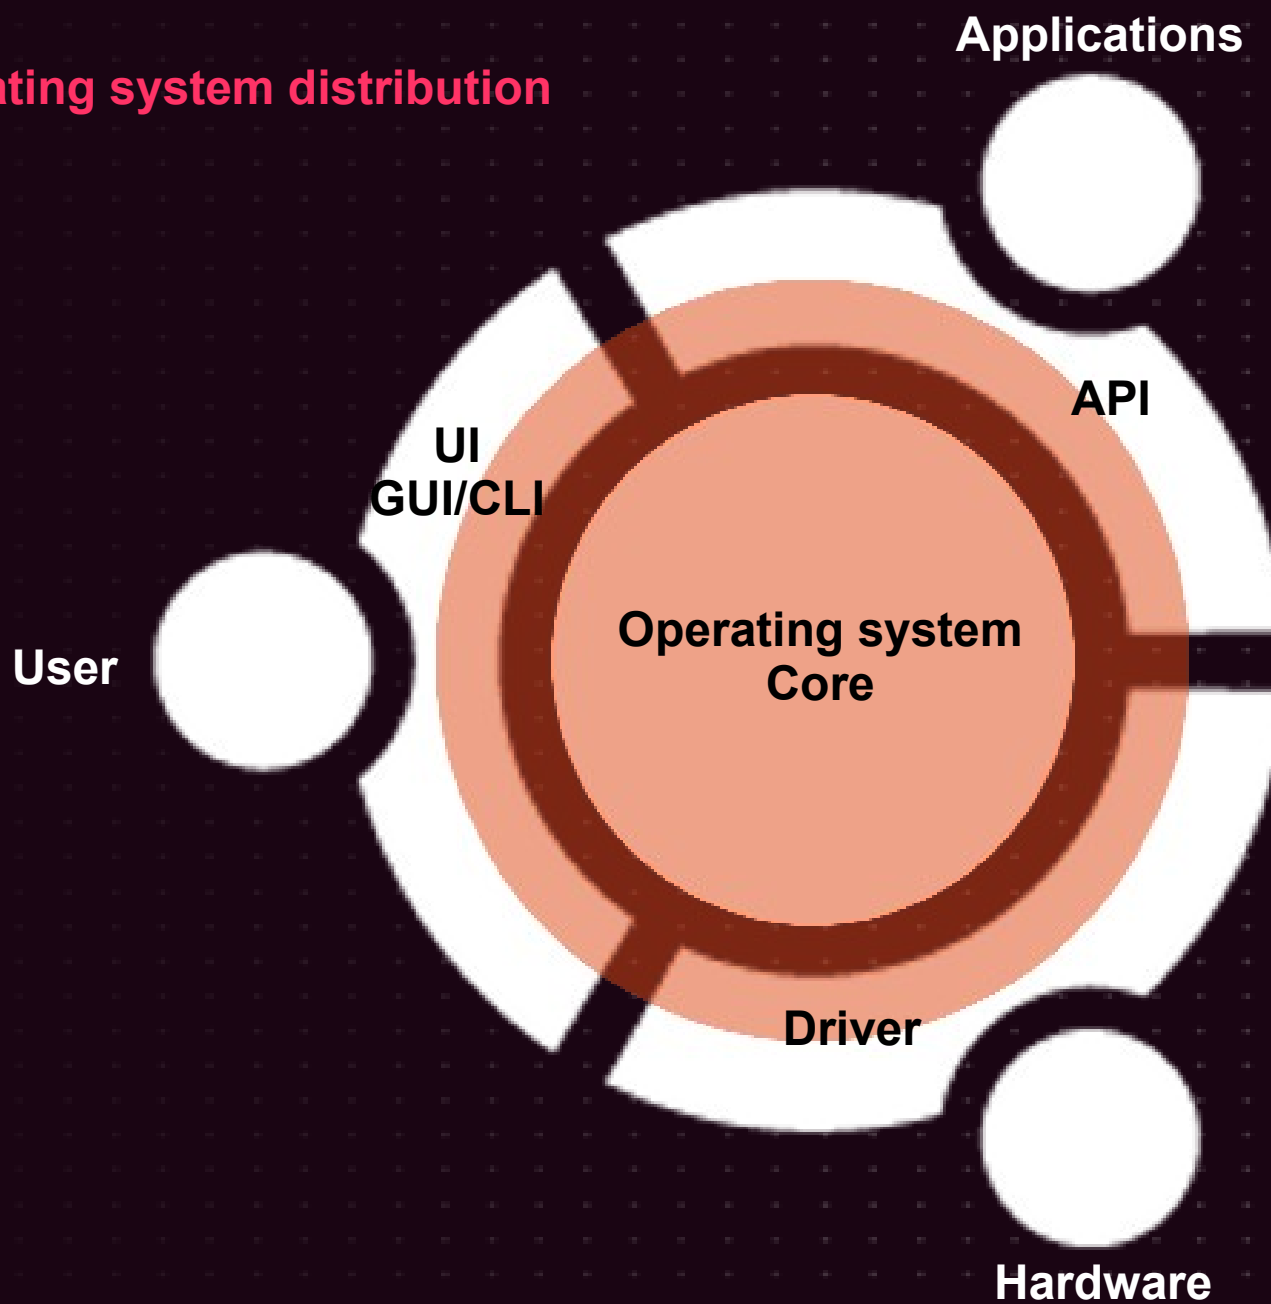 Applications
ating system distribution
API
UI
GUI/CLI
Operating system
Core
User
Driver
Hardware